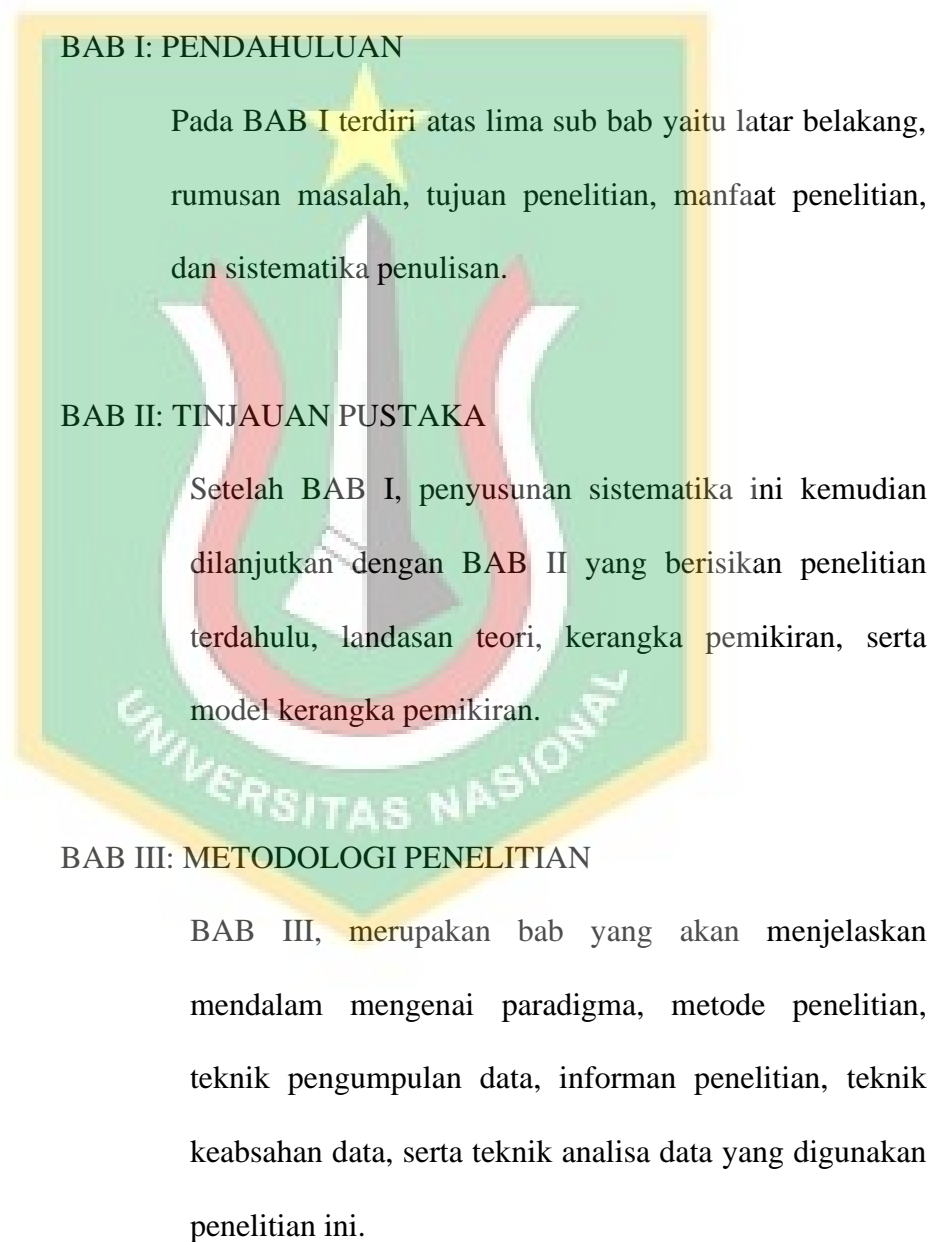 BAB I: PENDAHULUAN
Pada BAB I terdiri atas lima sub bab yaitu latar belakang,
rumusan masalah, tujuan penelitian, manfaat penelitian,
dan sistematika penulisan.
BAB II: TINJAUAN PUSTAKA
Setelah BAB I, penyusunan sistematika ini kemudian
dilanjutkan dengan BAB II yang berisikan penelitian
terdahulu, landasan teori, kerangka pemikiran, serta
model kerangka pemikiran.
UNIVERSITAS NASIONAL
BAB III: METODOLOGI PENELITIAN
BAB III, merupakan bab yang akan menjelaskan
mendalam mengenai paradigma, metode penelitian,
teknik pengumpulan data, informan penelitian, teknik
keabsahan data, serta teknik analisa data yang digunakan
penelitian ini.